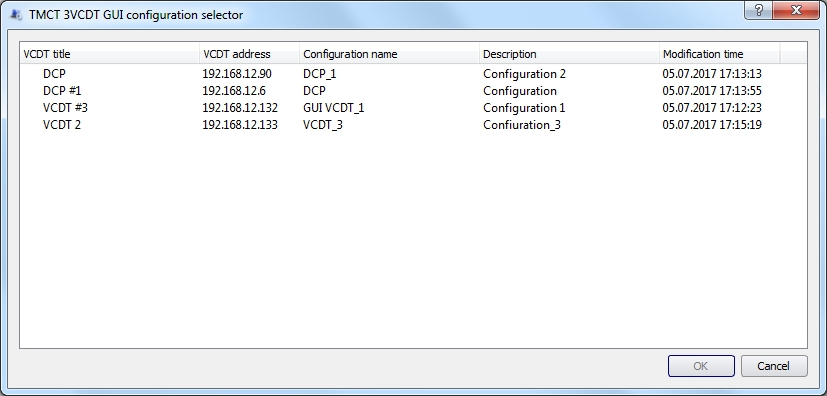 TMCT 3VCDT GUI configuration selector
VCDT title VCDT address Configuration name Description Modification time
DCP 192.168.12.90 DCP_1 Configuration 2 05.07.2017 17:13:13
DCP #1 192.168.12.6 DCP Configuration 05.07.2017 17:13:55
VCDT #3 192.168.12.132 GUI VCDT_1 Configuration 1 05.07.2017 17:12:23
VCDT 2 192.168.12.133 VCDT_3 Confiuration_3 05.07.2017 17:15:19
OK Cancel